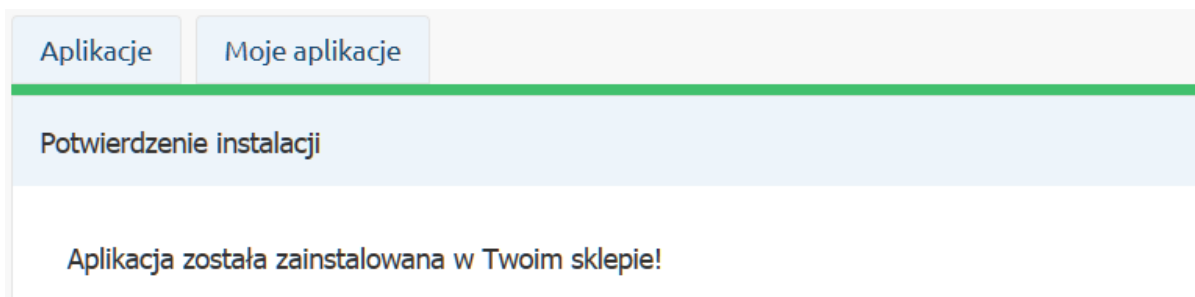 Aplikacje Moje aplikacje
Potwierdzenie instalacji
Aplikacja została zainstalowana w Twoim sklepie!